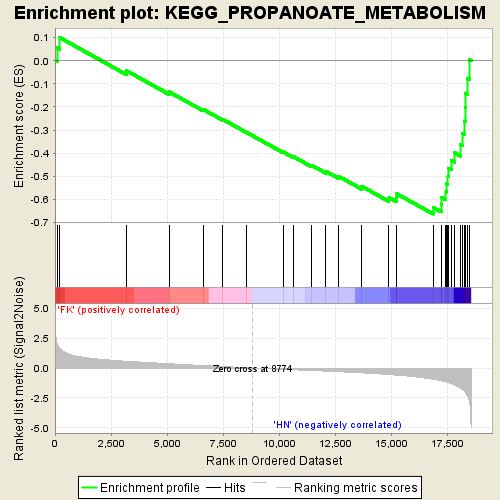 Enrichment plot: KEGG_PROPANOATE_METABOLISM
Enrichment score (ES)
0.1
0.0
-0.1
-0.2
-0.3
-0.4
-0.5
-0.6
-0.7
'FK' (positively correlated)
Ranked list metric (Signal2Noise)
5.0
2.5
0.0
-2.5
-5.0
Zero cross at 8774
'HN' (negatively correlated)
0 2,500 5,000 7,500 10,000 12,500 15,000 17,500
Rank in Ordered Dataset
Enrichment profile Hits Ranking metric scores